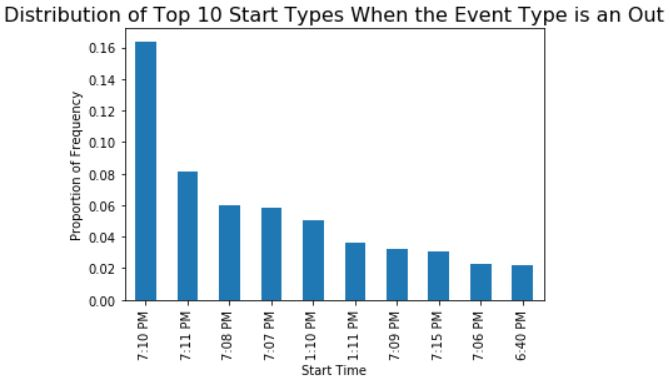 Distribution of Top 10 Start Types When the Event Type is an Out
0.16
0.14
0.12
0.10
0.08
0.06
0.04
0.02
0.00
Proportion of Frequency
7:10 PM
7:11 PM
7:08 PM
7:07 PM
1:10 PM
1:11 PM
7:09 PM
7:15 PM
7:06 PM
6:40 PM
Start Time